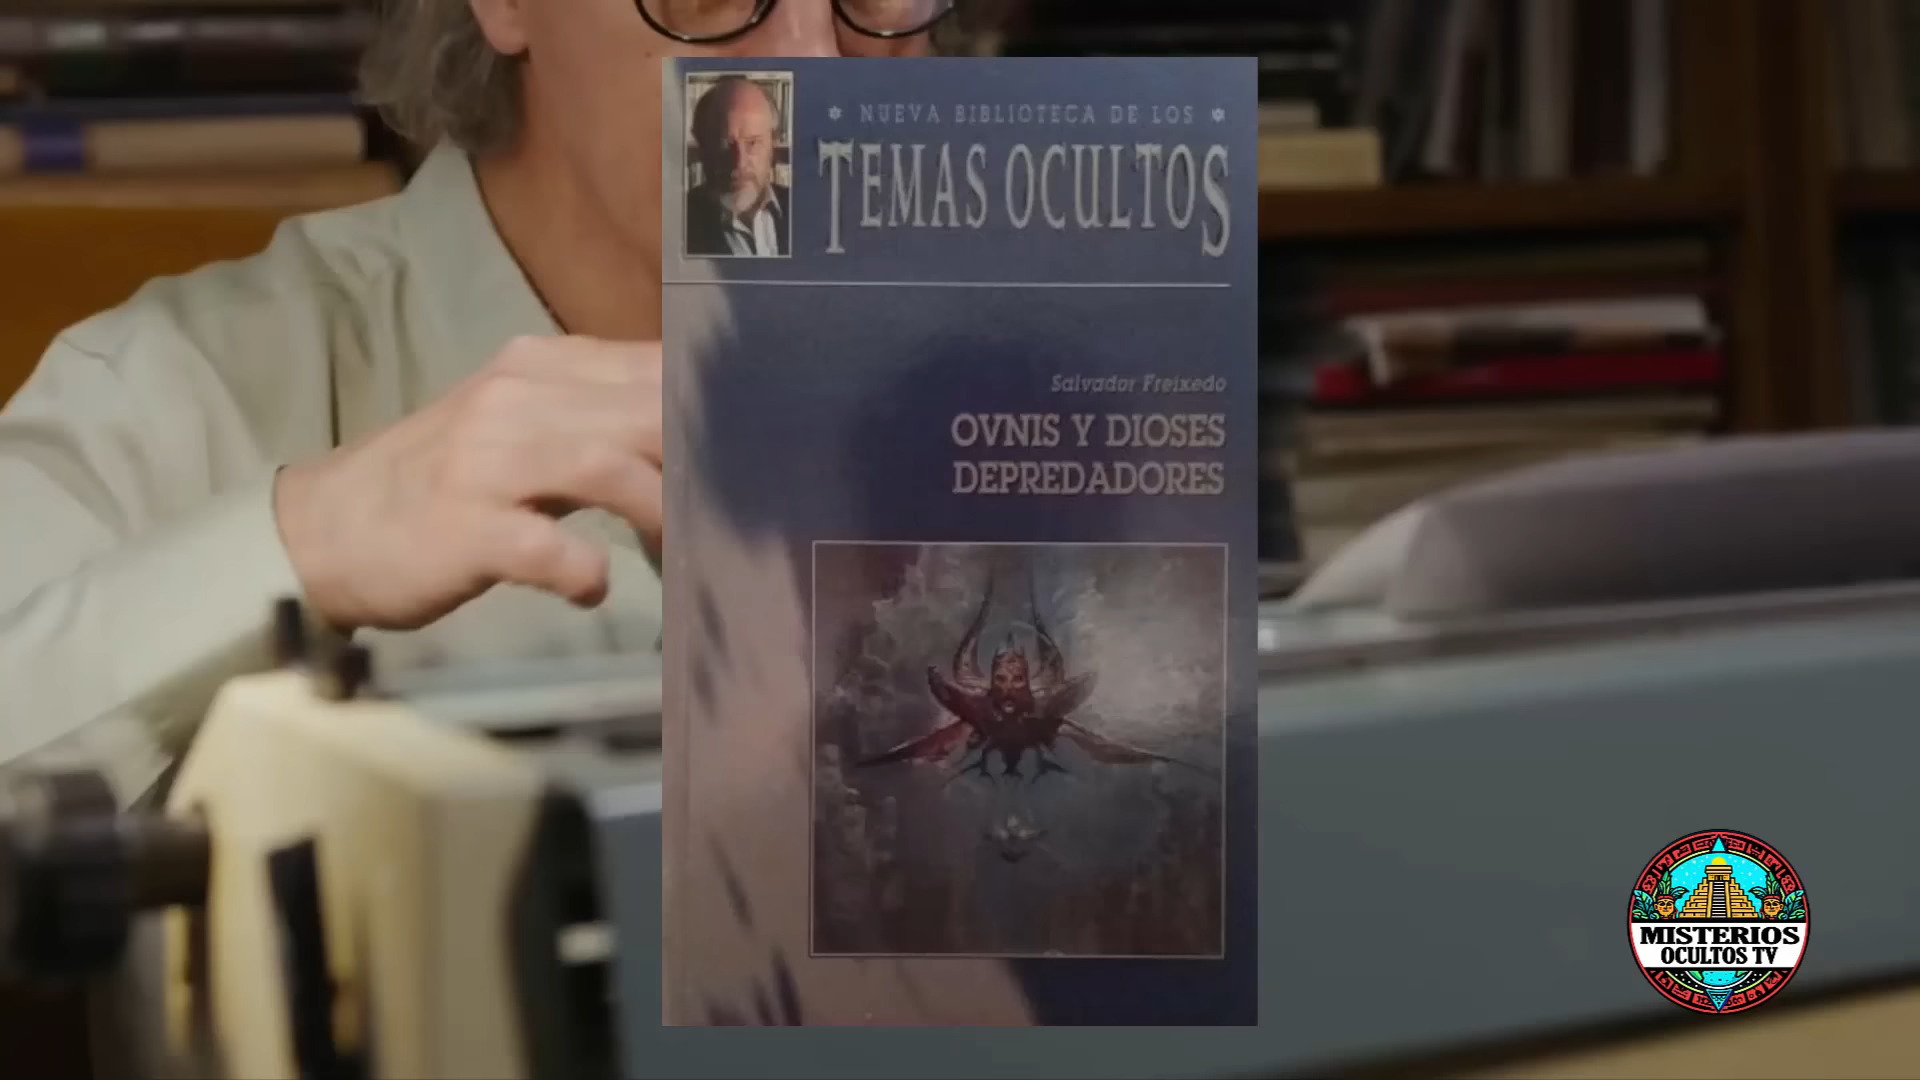 NUEVA BIBLIOTECA DE LOS
TEMAS OCULTOS
Salvador Freixedo
OVNIS Y DIOSES
DEPREDADORES
MISTERIOS
OCULTOS TV